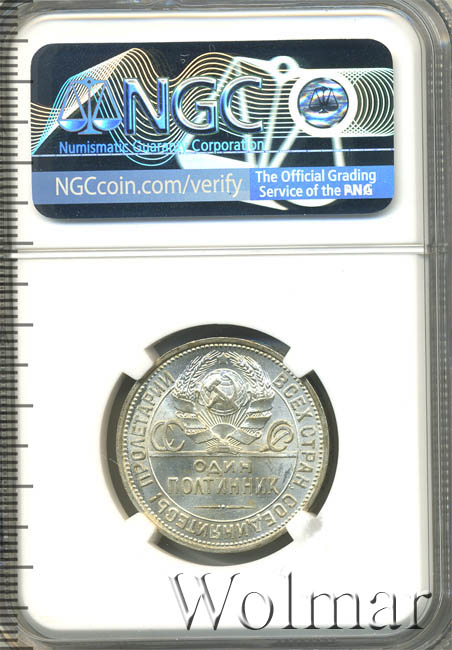 NGC
Numismatic Guaranty Corporation
NGCcoin.com/verify
The Official Grading
Service of the PNG
ПРОЛЕТАРИИ ВСЕХ СТРАН СОЕДИНЯЙТЕСЬ!
С С
ОДИН
ПОЛТИННИК
Wolmar